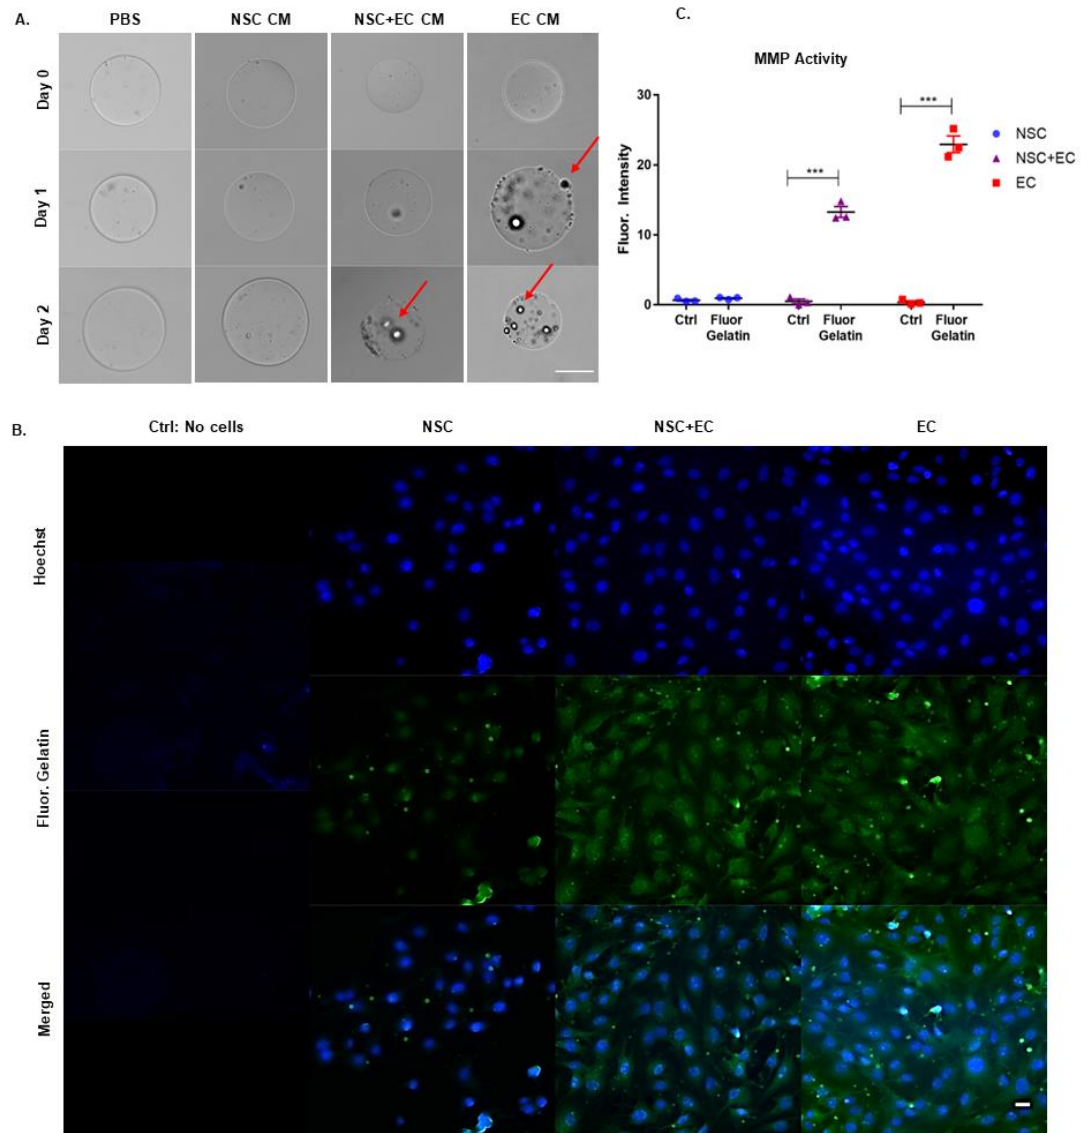 A.
PBS
NSC CM
NSC+EC CM
EC CM
Day 0
Day 1
Day 2
C.
MMP Activity
Fluor. Intensity
30
20
10
0
***
***
Ctrl
Fluor
Gelatin
Ctrl
Fluor
Gelatin
Ctrl
Fluor
Gelatin
NSC
NSC+EC
EC
B.
Ctrl: No cells
NSC
NSC+EC
EC
Hoechst
Fluor. Gelatin
Merged